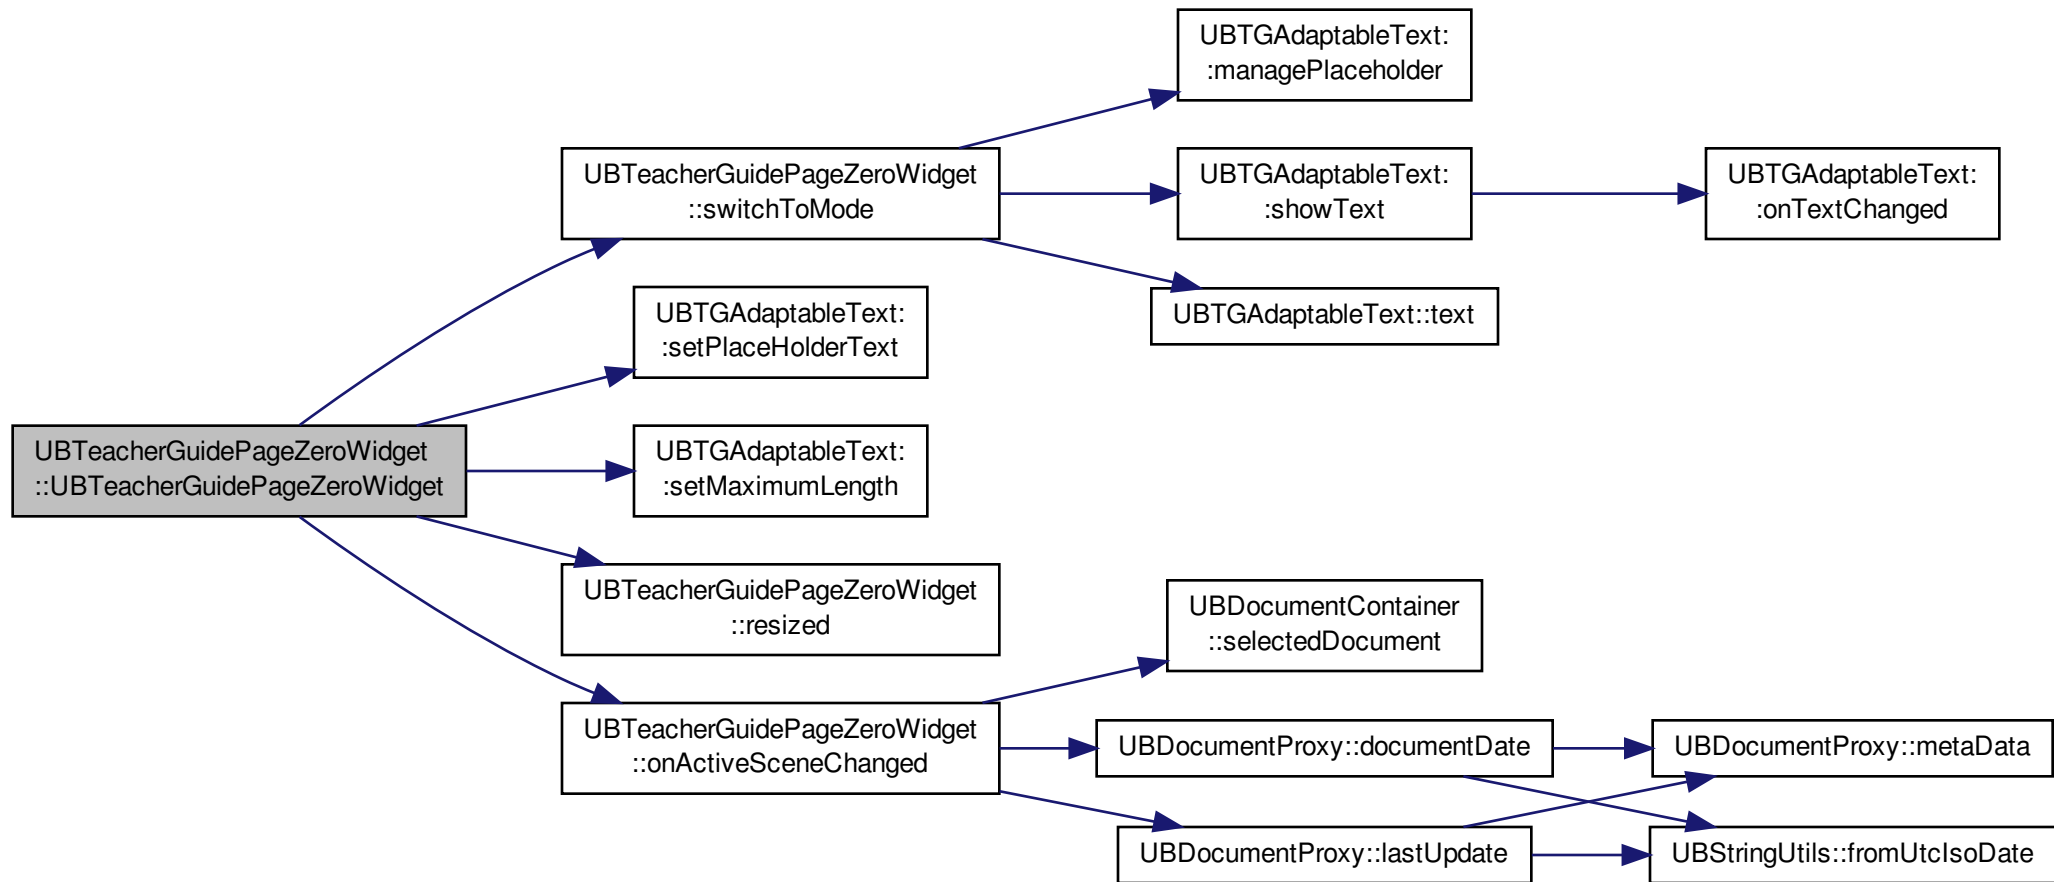 UBTGAdaptableText:
:managePlaceholder
UBTeacherGuidePageZeroWidget
::switchToMode
UBTGAdaptableText:
:showText
UBTGAdaptableText:
:onTextChanged
UBTGAdaptableText::text
UBTGAdaptableText:
:setPlaceHolderText
UBTeacherGuidePageZeroWidget
::UBTeacherGuidePageZeroWidget
UBTGAdaptableText:
:setMaximumLength
UBTeacherGuidePageZeroWidget
::resized
UBDocumentContainer
::selectedDocument
UBTeacherGuidePageZeroWidget
::onActiveSceneChanged
UBDocumentProxy::documentDate
UBDocumentProxy::metaData
UBDocumentProxy::lastUpdate
UBStringUtils::fromUtcIsoDate